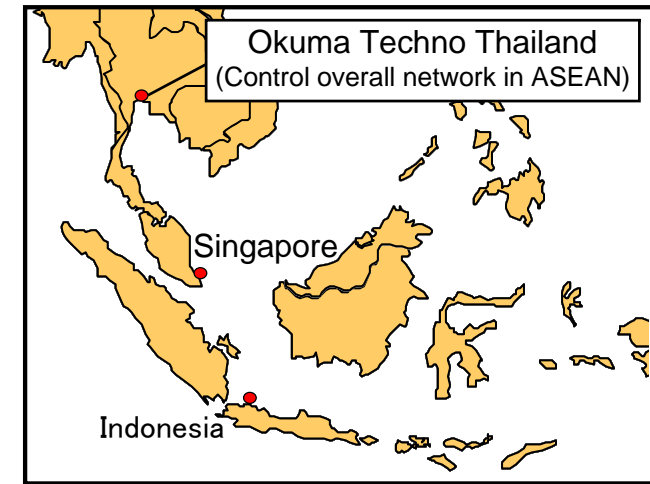 Okuma Techno Thailand
(Control overall network in ASEAN)
Singapore
Indonesia